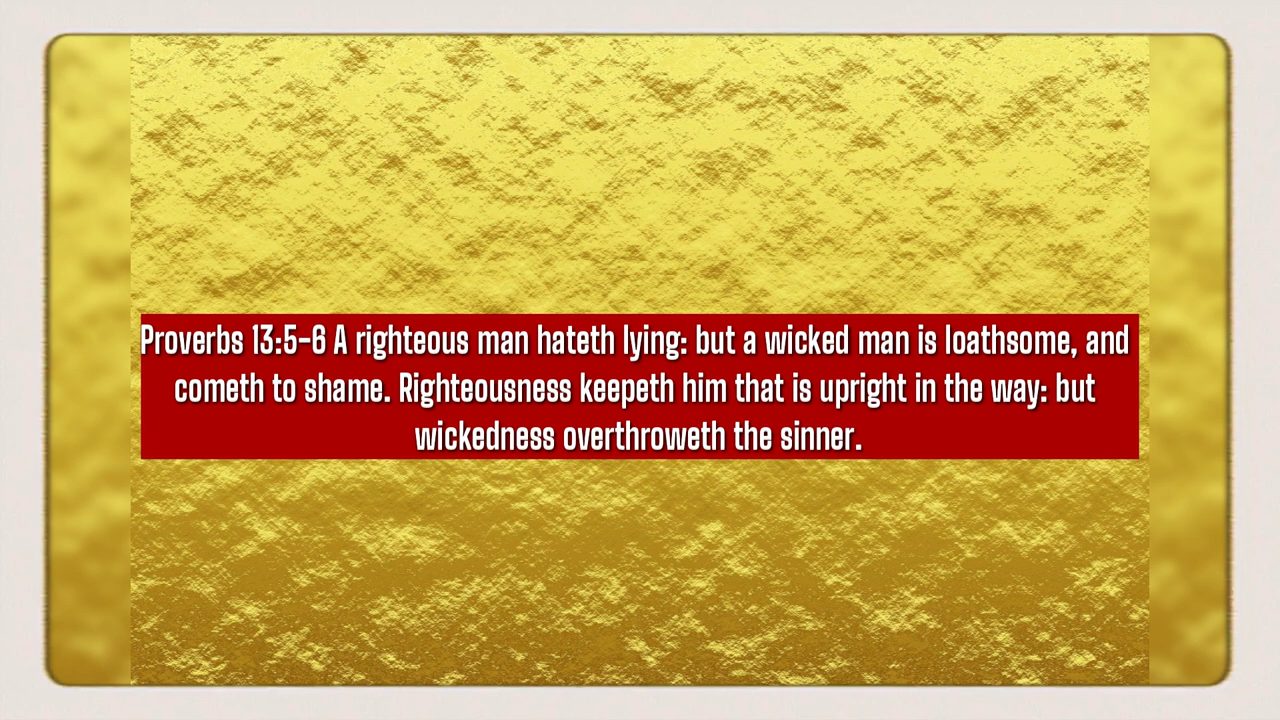 Proverbs 13:5-6 A righteous man hateth lying: but a wicked man is loathsome, and
cometh to shame. Righteousness keepeth him that is upright in the way: but
wickedness overthroweth the sinner.